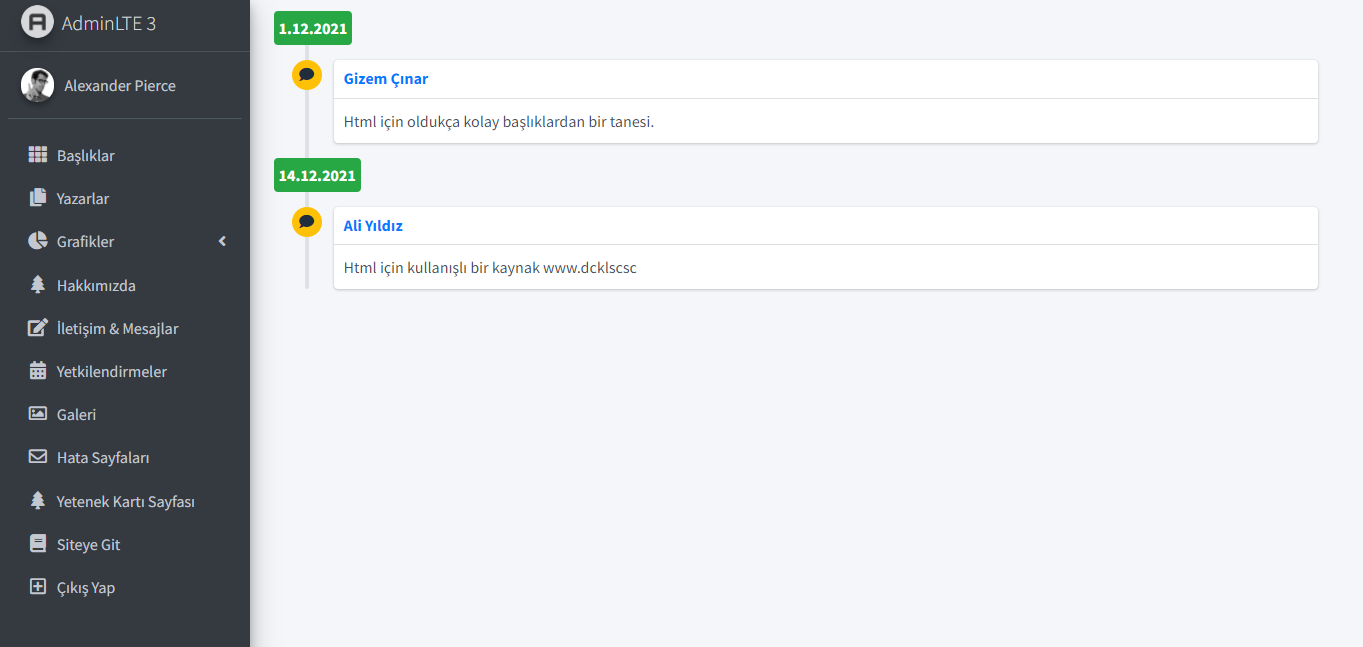 AdminLTE 3
Alexander Pierce
Başlıklar
Yazarlar
Grafikler
Hakkımızda
İletişim & Mesajlar
Yetkilendirmeler
Galeri
Hata Sayfaları
Yetenek Kartı Sayfası
Siteye Git
Çıkış Yap
1.12.2021
Gizem Çınar
Html için oldukça kolay başlıklardan bir tanesi.
14.12.2021
Ali Yıldız
Html için kullanışlı bir kaynak www.dcklscsc